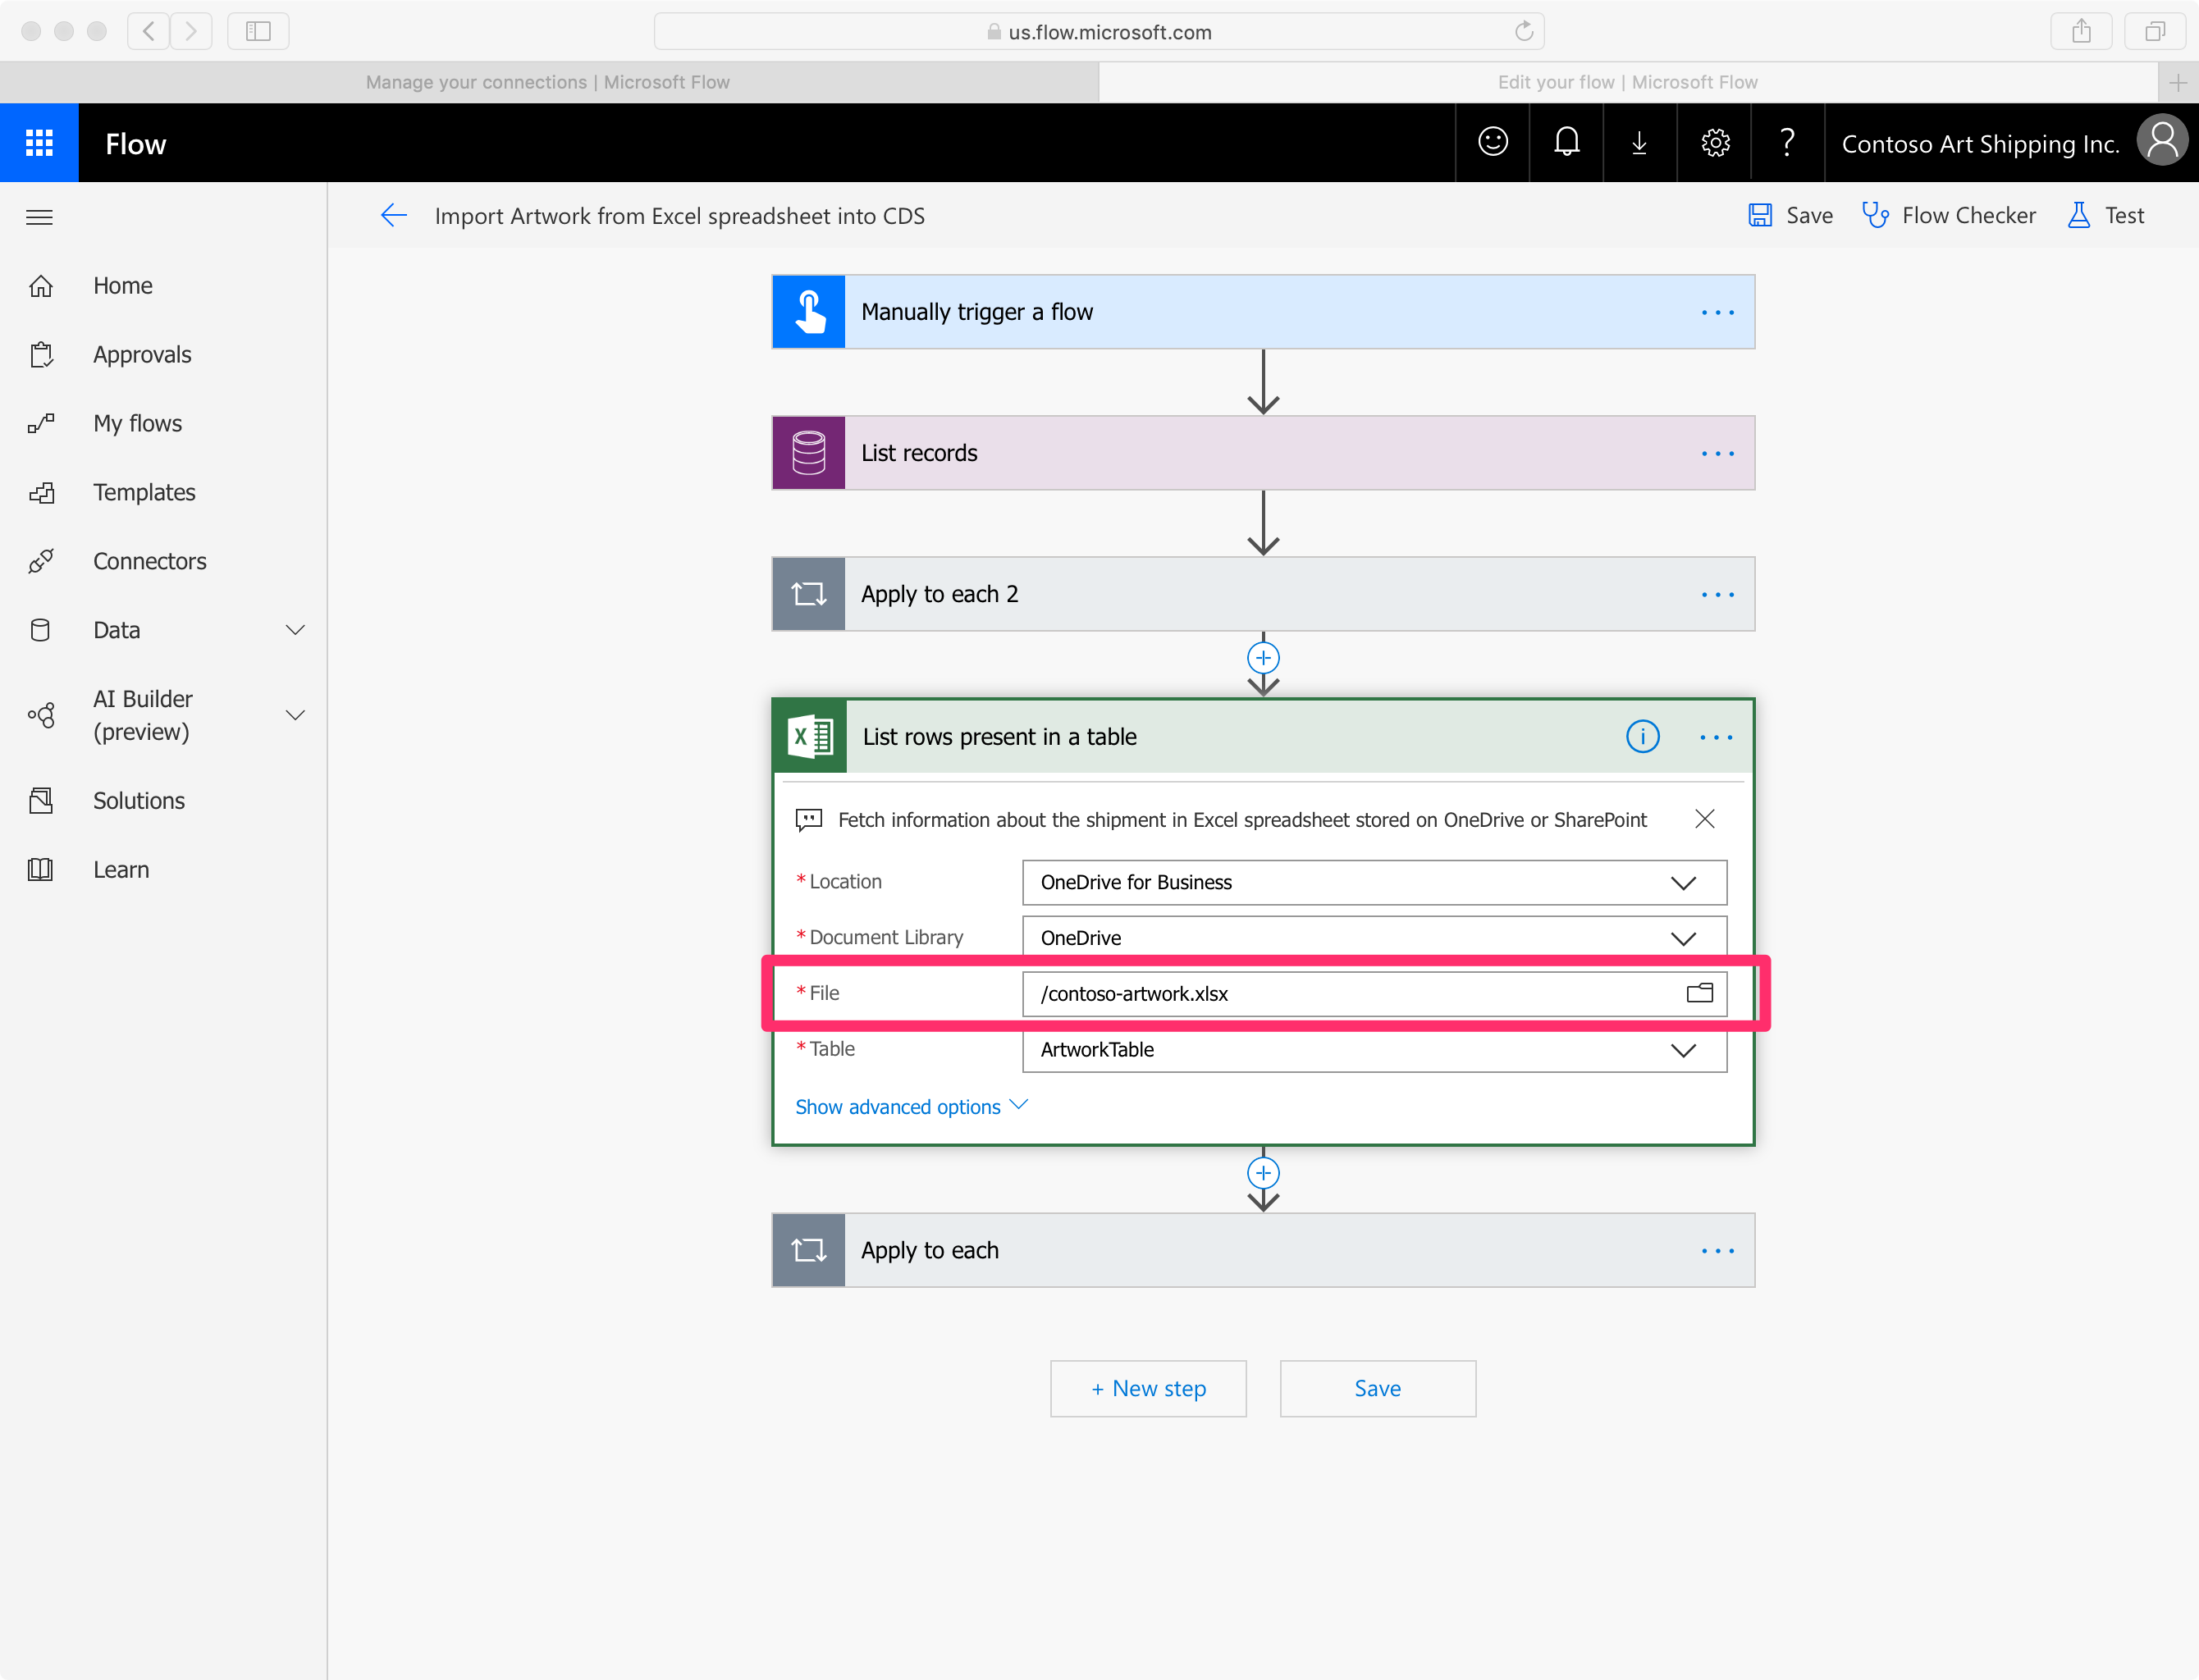 us.flow.microsoft.com
Manage your connections | Microsoft Flow
Edit your flow | Microsoft Flow
Flow
Contoso Art Shipping Inc.
Import Artwork from Excel spreadsheet into CDS
Save
Flow Checker
Test
Home
Approvals
My flows
Templates
Connectors
Data
AI Builder
(preview)
Solutions
Learn
Manually trigger a flow
List records
Apply to each 2
List rows present in a table
Fetch information about the shipment in Excel spreadsheet stored on OneDrive or SharePoint
* Location
OneDrive for Business
* Document Library
OneDrive
* File
/contoso-artwork.xlsx
* Table
ArtworkTable
Show advanced options
Apply to each
+ New step
Save